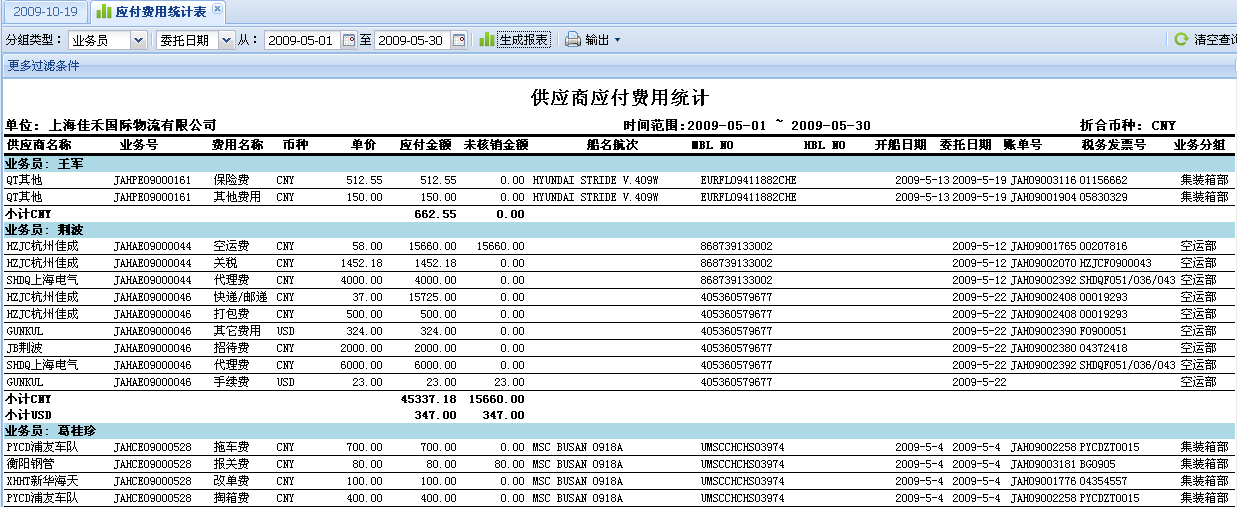 2009-10-19 应付费用统计表
分组类型： 业务员 委托日期 从： 2009-05-01 至 2009-05-30 生成报表 输出 清空查询
更多过滤条件
供应商应付费用统计
单位：上海佳禾国际物流有限公司 时间范围:2009-05-01 ~ 2009-05-30 折合币种：CNY
供应商名称 业务号 费用名称 币种 单价 应付金额 未核销金额 船名航次 MBL NO HBL NO 开船日期 委托日期 账单号 税务发票号 业务分组
业务员：王军
QT其他 JAHPE09000161 保险费 CNY 512.55 512.55 0.00 HYUNDAI STRIDE V.409W EURFL09411882CHE 2009-5-13 2009-5-19 JAH09003116 01156662 集装箱部
QT其他 JAHPE09000161 其他费用 CNY 150.00 150.00 0.00 HYUNDAI STRIDE V.409W EURFL09411882CHE 2009-5-13 2009-5-19 JAH09001904 05830329 集装箱部
小计CNY 662.55 0.00
业务员：荆波
HZJC杭州佳成 JAHAE09000044 空运费 CNY 58.00 15660.00 15660.00 868739133002 2009-5-12 JAH09001765 00207816 空运部
HZJC杭州佳成 JAHAE09000044 关税 CNY 1452.18 1452.18 0.00 868739133002 2009-5-12 JAH09002070 HZJCF0900043 空运部
SHDQ上海电气 JAHAE09000044 代理费 CNY 4000.00 4000.00 0.00 868739133002 2009-5-12 JAH09002392 SHDQF051/036/043 空运部
HZJC杭州佳成 JAHAE09000046 快递/邮递 CNY 37.00 15725.00 0.00 405360579677 2009-5-22 JAH09002408 00019293 空运部
HZJC杭州佳成 JAHAE09000046 打包费 CNY 500.00 500.00 0.00 405360579677 2009-5-22 JAH09002408 00019293 空运部
GUNKUL JAHAE09000046 其它费用 USD 324.00 324.00 0.00 405360579677 2009-5-22 JAH09002390 F0900051 空运部
JB荆波 JAHAE09000046 招待费 CNY 2000.00 2000.00 0.00 405360579677 2009-5-22 JAH09002380 04372418 空运部
SHDQ上海电气 JAHAE09000046 代理费 CNY 6000.00 6000.00 0.00 405360579677 2009-5-22 JAH09002392 SHDQF051/036/043 空运部
GUNKUL JAHAE09000046 手续费 USD 23.00 23.00 23.00 405360579677 2009-5-22 空运部
小计CNY 45337.18 15660.00
小计USD 347.00 347.00
业务员：葛桂珍
PYCD浦友车队 JAHCE09000528 拖车费 CNY 700.00 700.00 0.00 MSC BUSAN 0918A UMSCCHCHS03974 2009-5-4 2009-5-4 JAH09002258 PYCDZT0015 集装箱部
衡阳钢管 JAHCE09000528 报关费 CNY 80.00 80.00 80.00 MSC BUSAN 0918A UMSCCHCHS03974 2009-5-4 2009-5-4 JAH09003181 BG0905 集装箱部
XHHT新华海天 JAHCE09000528 改单费 CNY 100.00 100.00 0.00 MSC BUSAN 0918A UMSCCHCHS03974 2009-5-4 2009-5-4 JAH09001776 04354557 集装箱部
PYCD浦友车队 JAHCE09000528 掏箱费 CNY 400.00 400.00 0.00 MSC BUSAN 0918A UMSCCHCHS03974 2009-5-4 2009-5-4 JAH09002258 PYCDZT0015 集装箱部